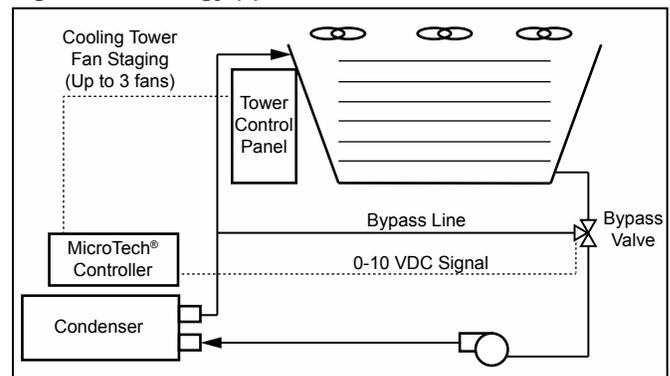 Cooling Tower
Fan Staging
(Up to 3 fans)
Tower
Control
Panel
Bypass Line
Bypass
Valve
MicroTech®
Controller
0-10 VDC Signal
Condenser